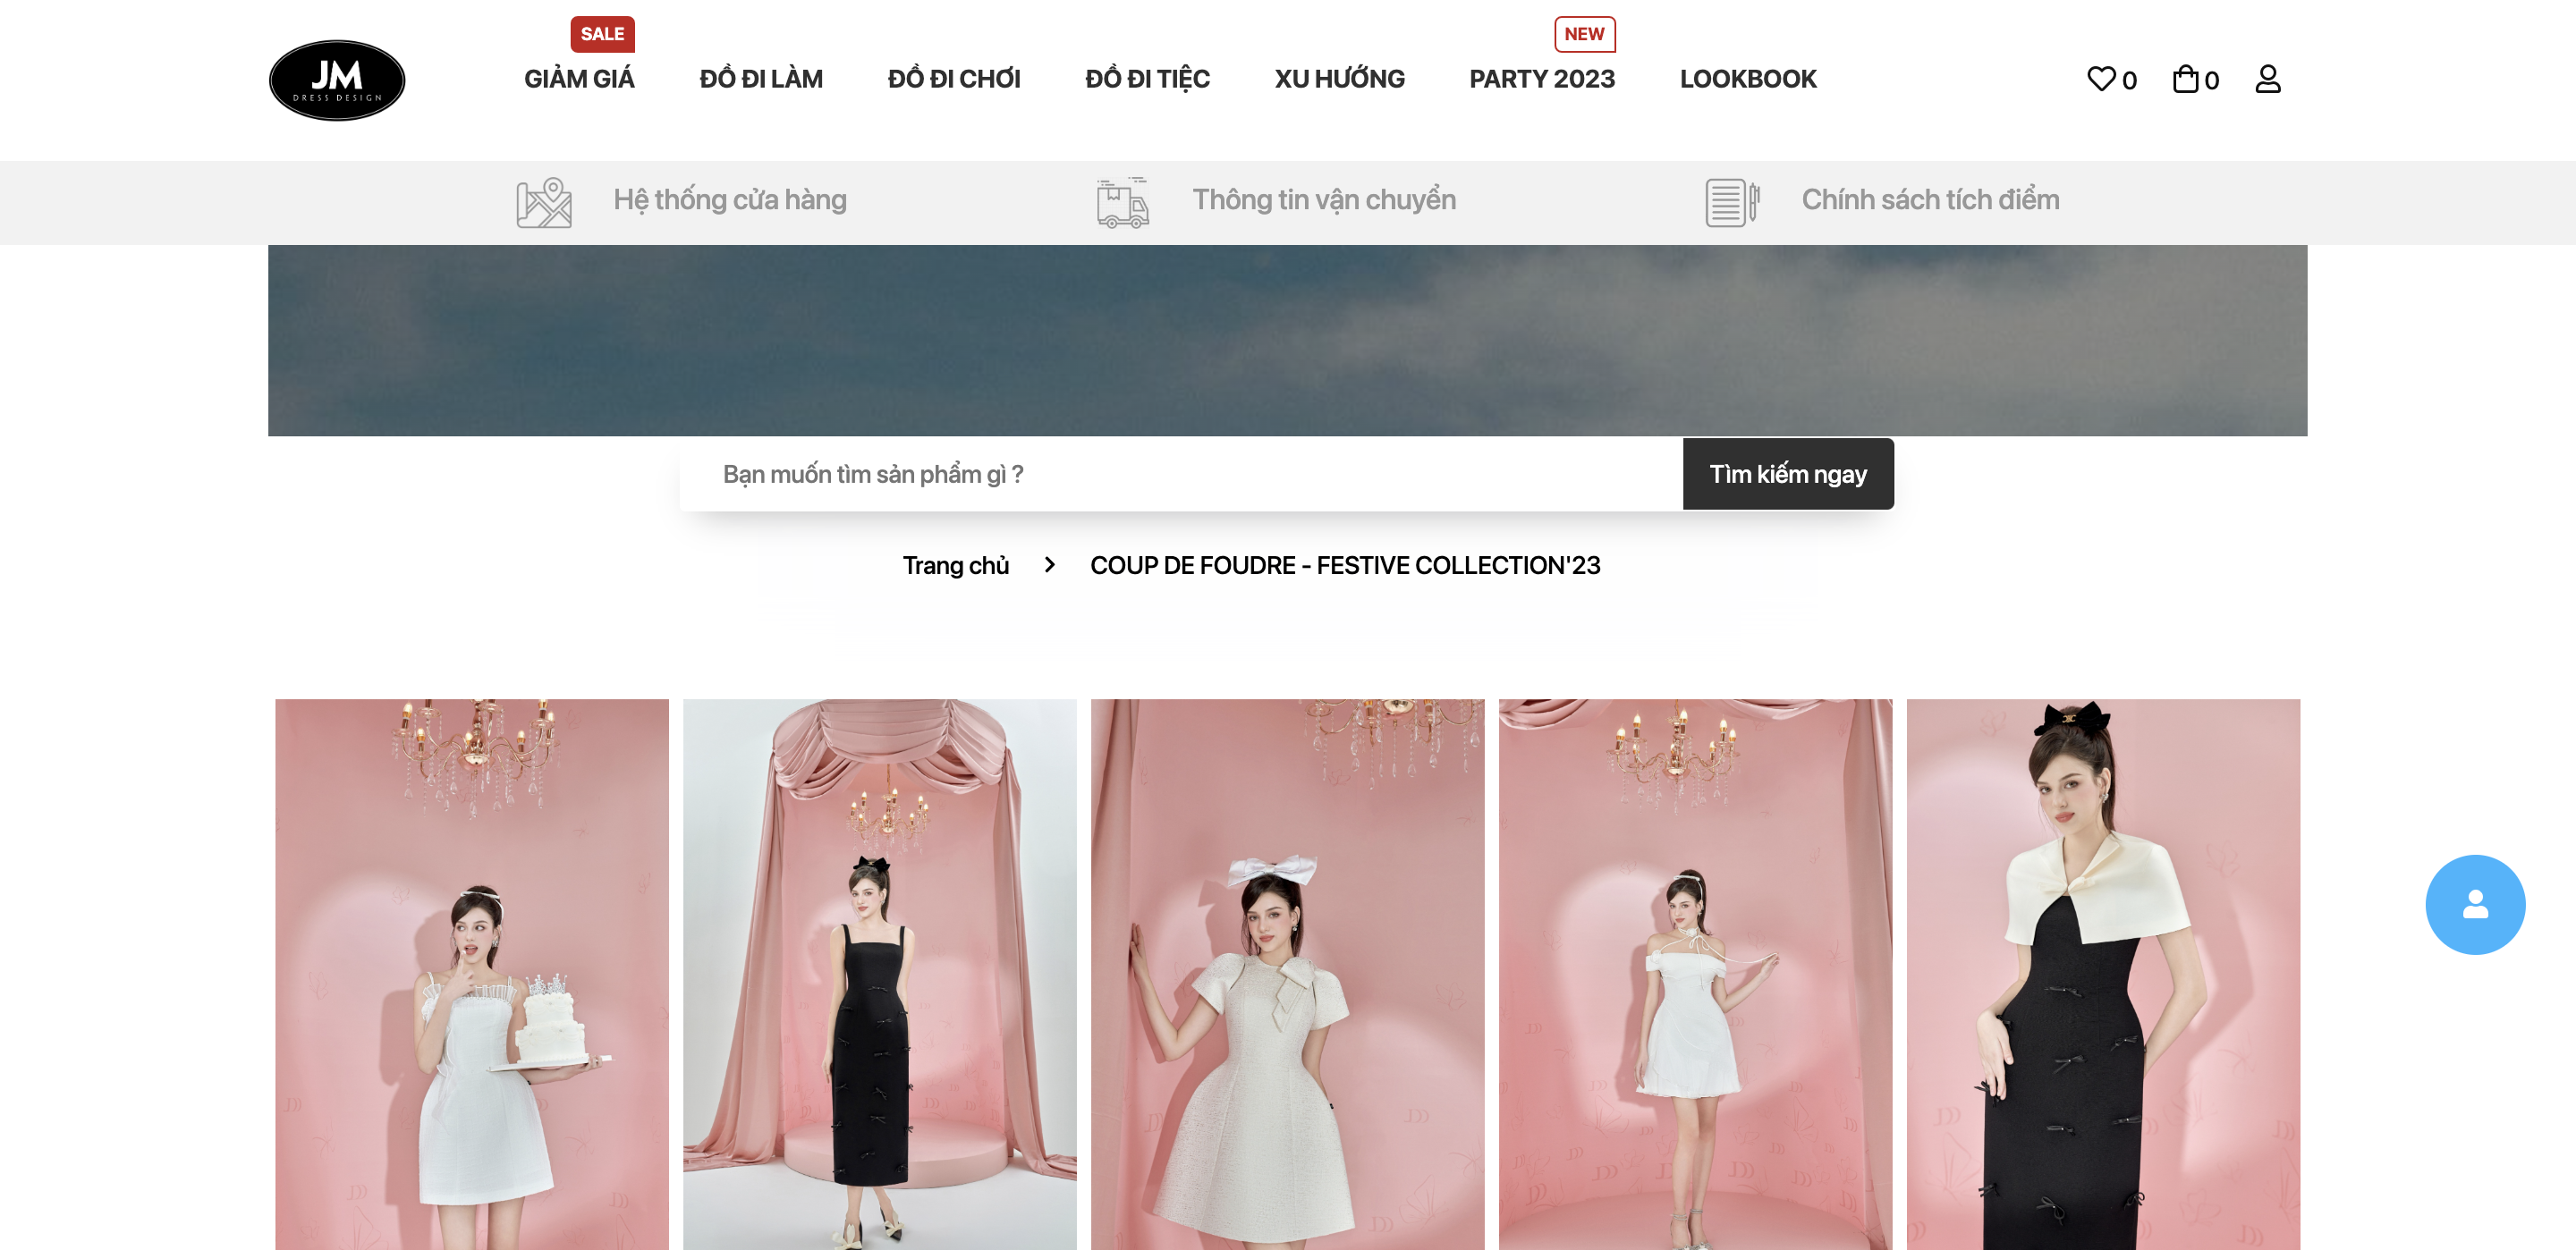 SALE
NEW
JM
DRESS DESIGN
GIẢM GIÁ
ĐỒ ĐI LÀM
ĐỒ ĐI CHƠI
ĐỒ ĐI TIỆC
XU HƯỚNG
PARTY 2023
LOOKBOOK
0
0
Hệ thống cửa hàng
Thông tin vận chuyển
Chính sách tích điểm
Bạn muốn tìm sản phẩm gì ?
Tìm kiếm ngay
Trang chủ
COUP DE FOUDRE - FESTIVE COLLECTION'23